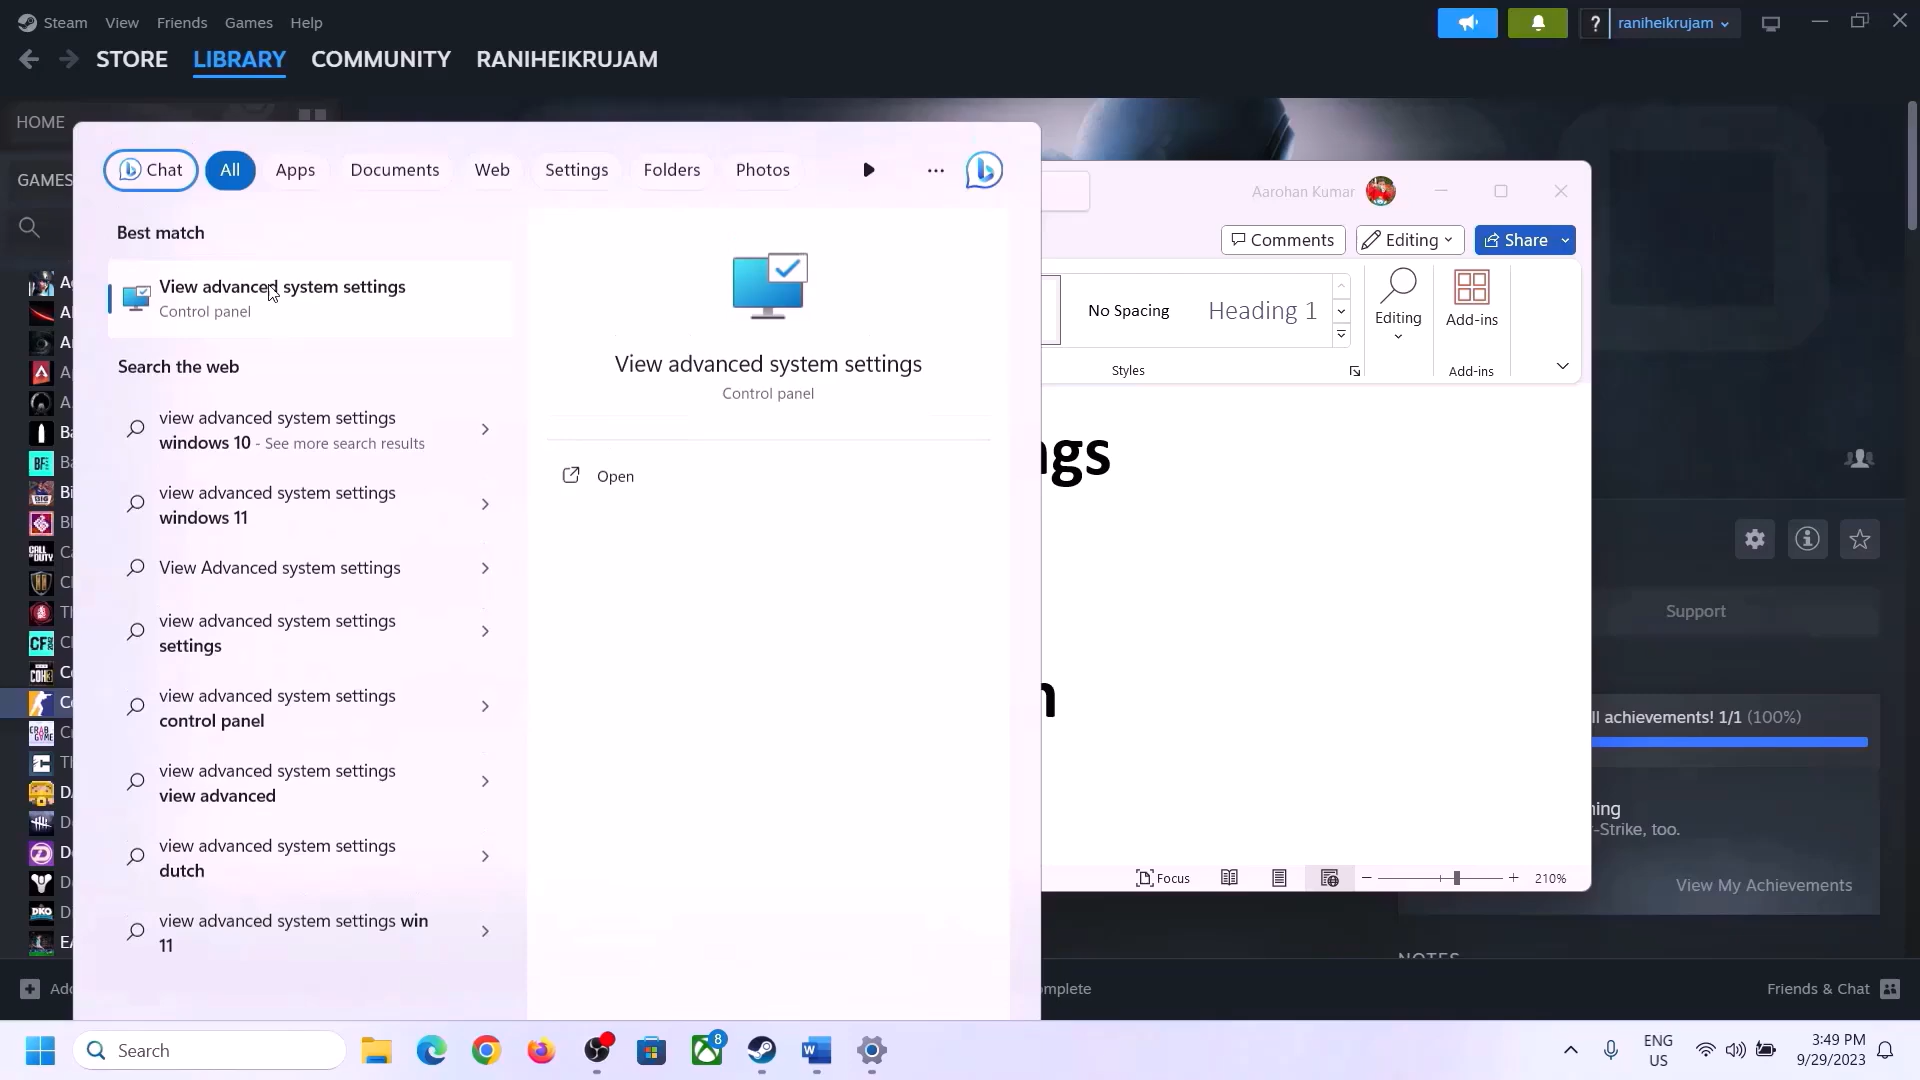 Steam View Friends Games Help
raniheikrujam
STORE LIBRARY COMMUNITY RANIHEIKRUJAM
HOME
GAMES
Chat All Apps Documents Web Settings Folders Photos
Best match
View advanced system settings
Control panel
Search the web
view advanced system settings
windows 10 - See more search results
view advanced system settings
windows 11
View Advanced system settings
view advanced system settings
settings
view advanced system settings
control panel
view advanced system settings
view advanced
view advanced system settings
dutch
view advanced system settings win
11
View advanced system settings
Control panel
Open
Aarohan Kumar
Comments Editing Share
No Spacing Heading 1
Editing
Add-ins
Styles
Add-ins
ngs
n
Focus
210%
Support
ll achievements! 1/1 (100%)
ning
r-Strike, too.
View My Achievements
NOTES
Add
mplete
Friends & Chat
Search
8
ENG
US
3:49 PM
9/29/2023